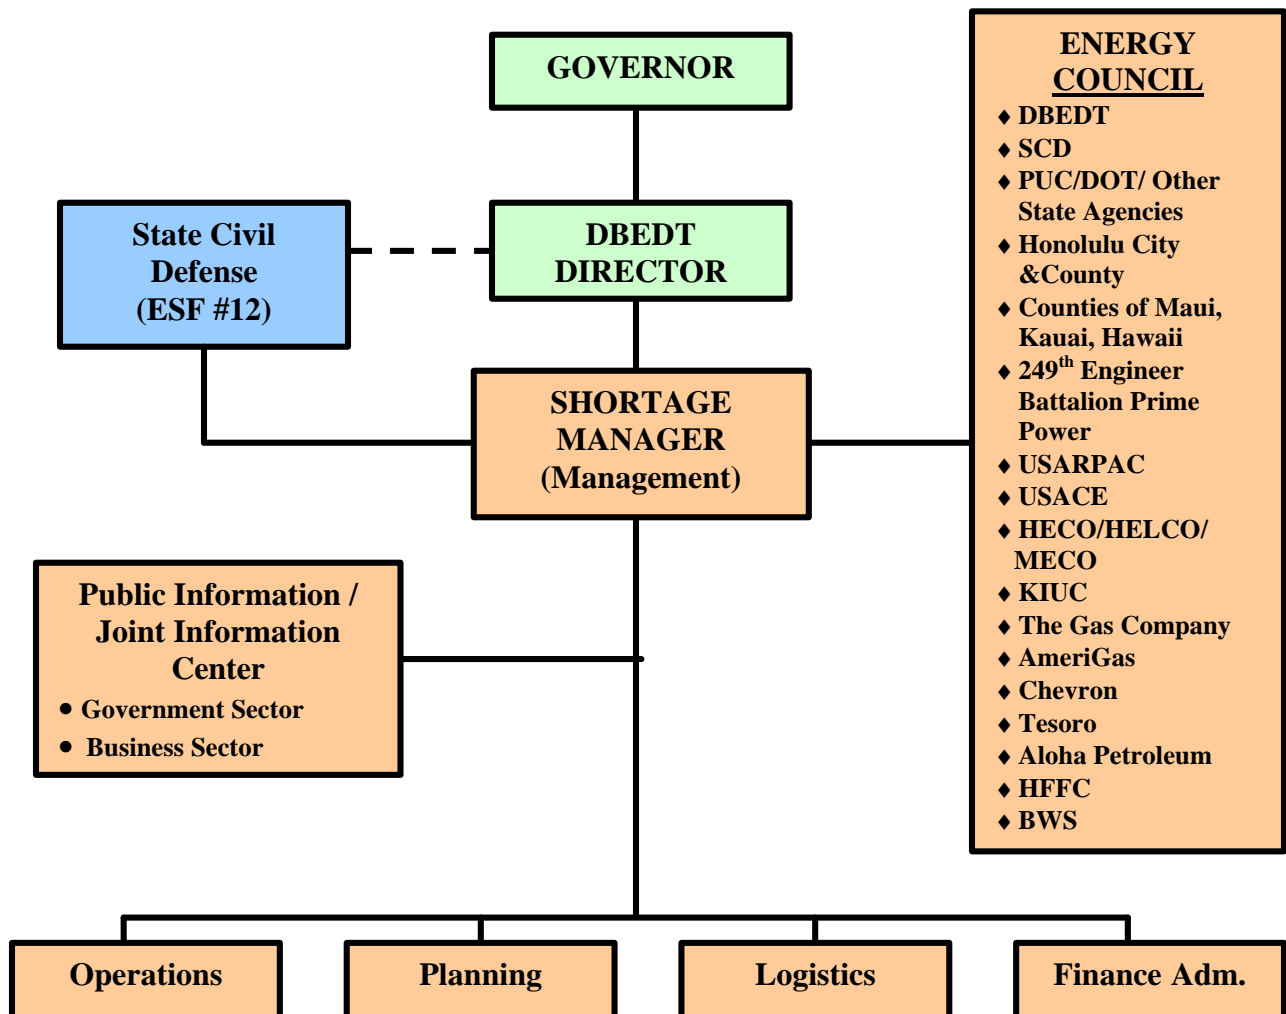 GOVERNOR
ENERGY
COUNCIL
♦ DBEDT
♦ SCD
♦ PUC/DOT/ Other
State Agencies
♦ Honolulu City
&County
♦ Counties of Maui,
Kauai, Hawaii
♦ 249th Engineer
Battalion Prime
Power
♦ USARPAC
♦ USACE
♦ HECO/HELCO/
MECO
♦ KIUC
♦ The Gas Company
♦ AmeriGas
♦ Chevron
♦ Tesoro
♦ Aloha Petroleum
♦ HFFC
♦ BWS
State Civil
Defense
(ESF #12)
DBEDT
DIRECTOR
SHORTAGE
MANAGER
(Management)
Public Information /
Joint Information
Center
• Government Sector
• Business Sector
Operations
Planning
Logistics
Finance Adm.